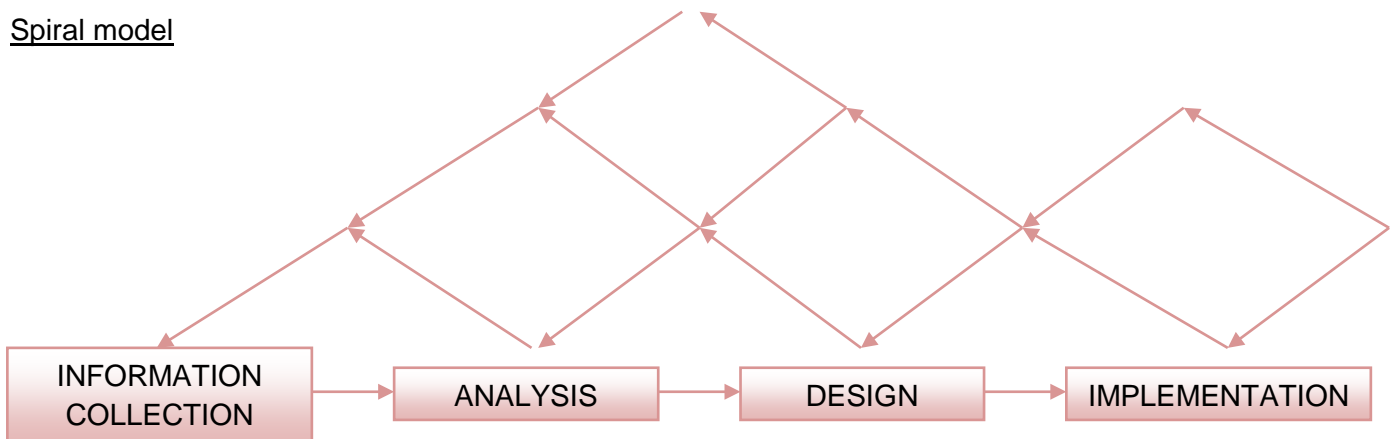 Spiral model
INFORMATION
COLLECTION
ANALYSIS
DESIGN
IMPLEMENTATION